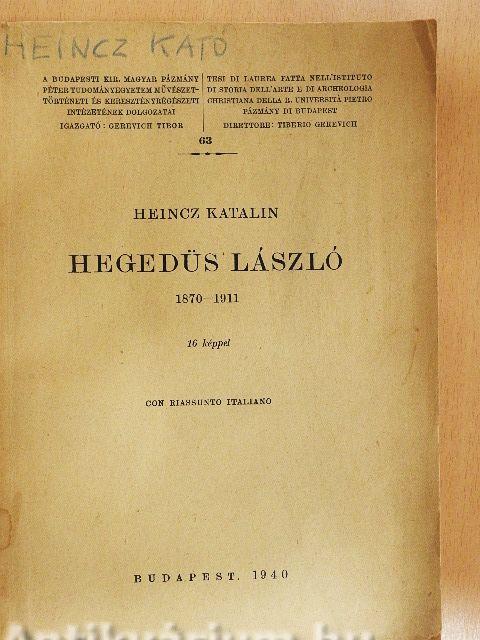 HEINCZ KATÓ
A BUDAPESTI KIR. MAGYAR PÁZMÁNY
PÉTER TUDOMÁNYEGYETEM MŰVÉSZET-
TÖRTÉNETI ÉS KERESZTÉNYRÉGÉSZETI
INTÉZETÉNEK DOLGOZATAI
IGAZGATÓ: GEREVICH TIBOR
TESI DI LAUREA FATTA NELL'ISTITUTO
DI STORIA DELL'ARTE E DI ARCHEOLOGIA
CHRISTIANA DELLA R. UNIVERSITÀ PIETRO
PÁZMÁNY DI BUDAPEST
DIRETTORE: TIBERIO GEREVICH
63
HEINCZ KATALIN
HEGEDÜS LÁSZLÓ
1870–1911
16 képpel
CON RIASSUNTO ITALIANO
BUDAPEST, 1940
Antikvárium.hu